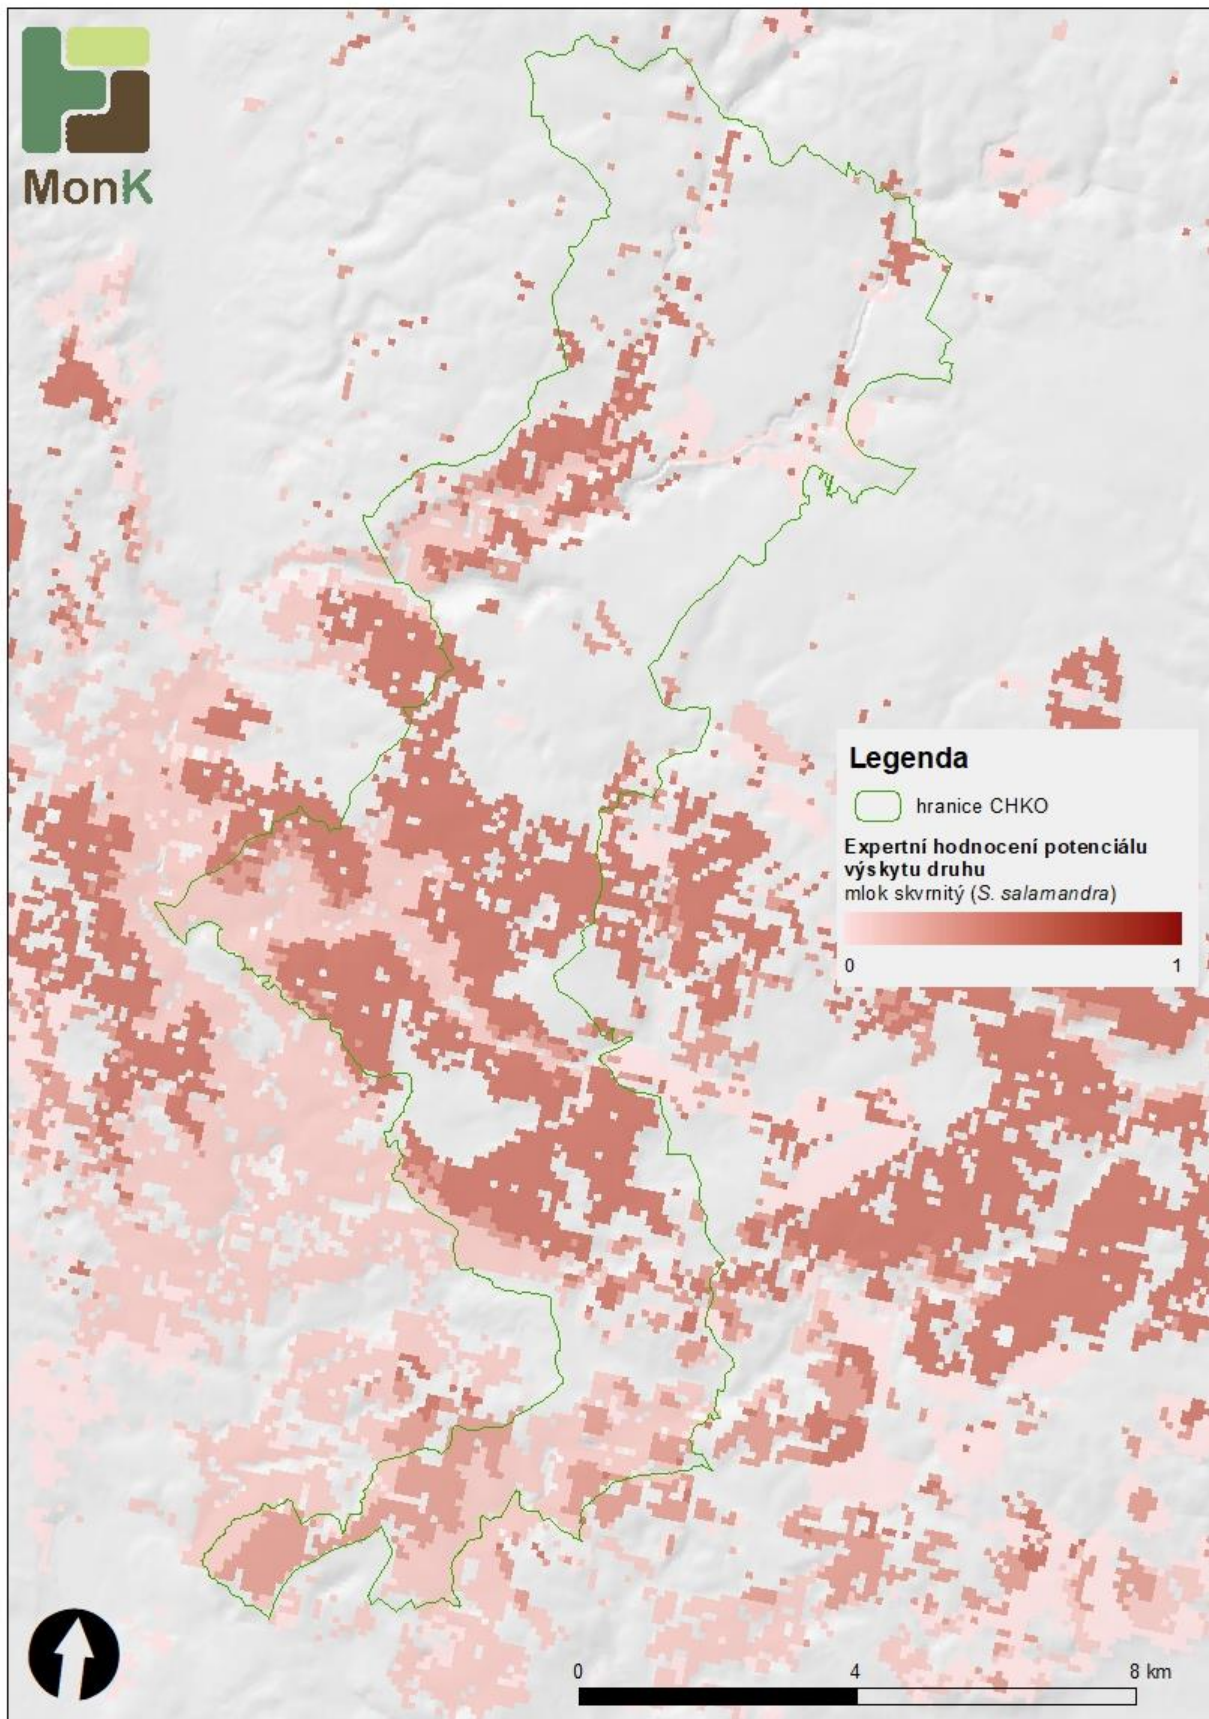 MonK
Legenda
hranice CHKO
Expertní hodnocení potenciálu
výskytu druhu
mlok skvrnitý (S. salamandra)
0 1
0 4 8 km